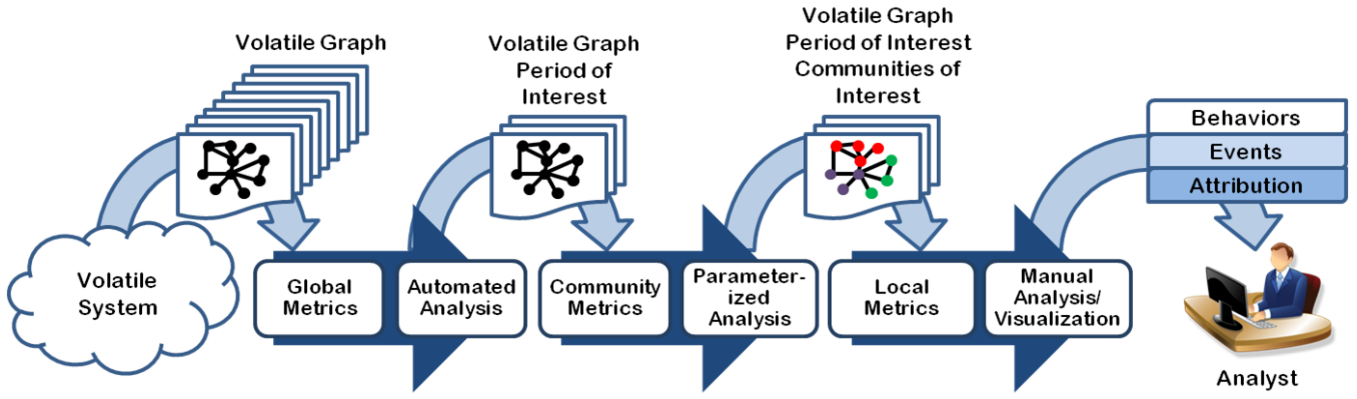 Volatile Graph
Volatile Graph
Period of
Interest
Volatile Graph
Period of Interest
Communities of
Interest
Behaviors
Events
Attribution
Volatile
System
Global
Metrics
Automated
Analysis
Community
Metrics
Parameter-
ized
Analysis
Local
Metrics
Manual
Analysis/
Visualization
Analyst